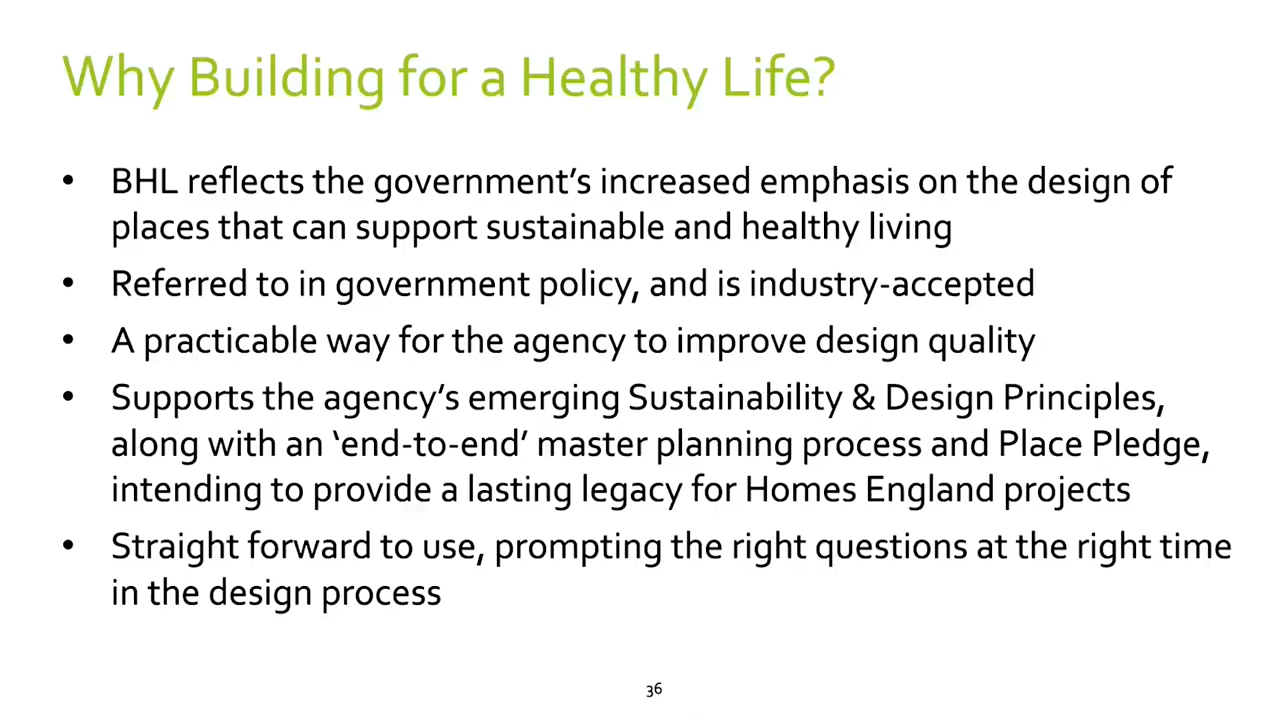 Why Building for a Healthy Life?
• BHL reflects the government’s increased emphasis on the design of
places that can support sustainable and healthy living
• Referred to in government policy, and is industry-accepted
• A practicable way for the agency to improve design quality
• Supports the agency’s emerging Sustainability & Design Principles,
along with an ‘end-to-end’ master planning process and Place Pledge,
intending to provide a lasting legacy for Homes England projects
• Straight forward to use, prompting the right questions at the right time
in the design process
36